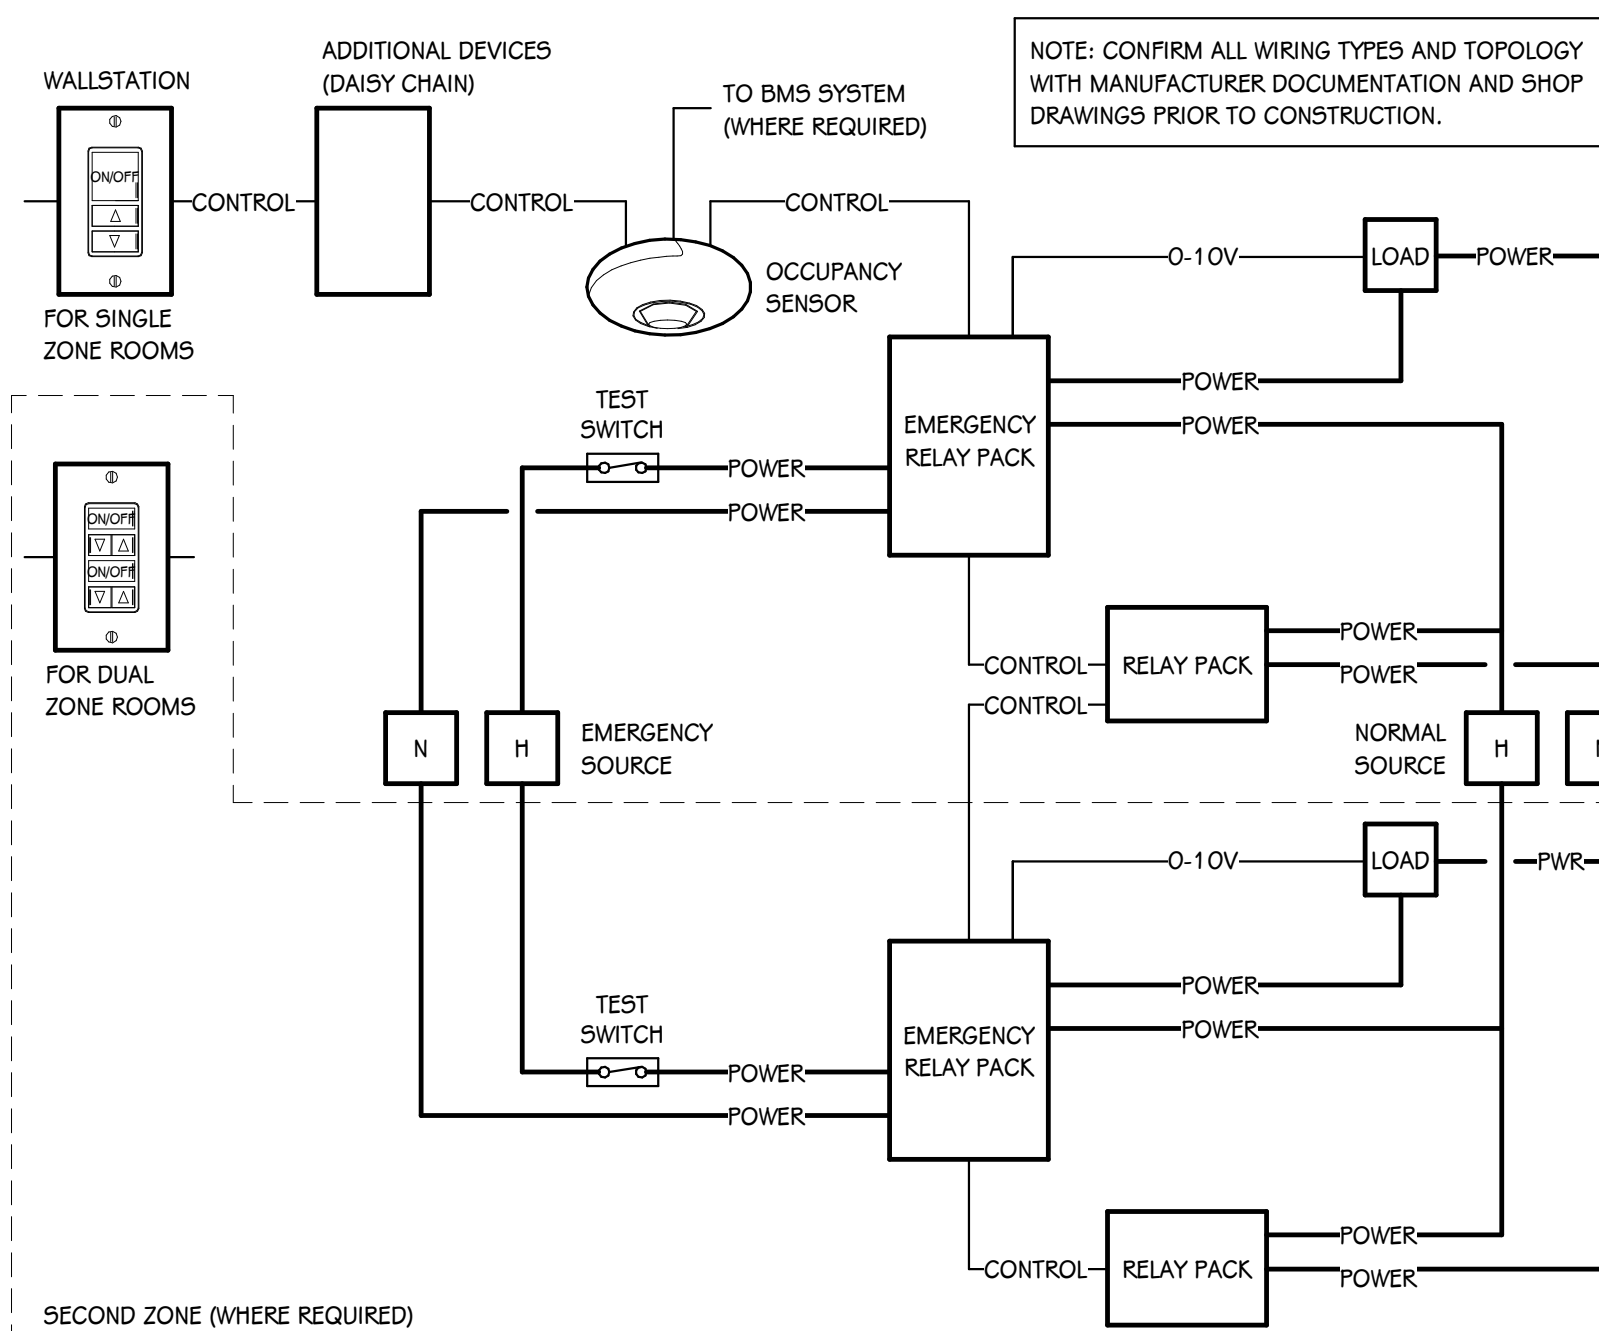 NOTE: CONFIRM ALL WIRING TYPES AND TOPOLOGY
WITH MANUFACTURER DOCUMENTATION AND SHOP
DRAWINGS PRIOR TO CONSTRUCTION.
WALLSTATION
ADDITIONAL DEVICES
(DAISY CHAIN)
TO BMS SYSTEM
(WHERE REQUIRED)
ON/OFF
CONTROL
CONTROL
CONTROL
OCCUPANCY
SENSOR
FOR SINGLE
ZONE ROOMS
0-10V
LOAD
POWER
POWER
POWER
EMERGENCY
RELAY PACK
TEST
SWITCH
POWER
POWER
ON/OFF
ON/OFF
FOR DUAL
ZONE ROOMS
CONTROL
CONTROL
RELAY PACK
POWER
POWER
N
H
EMERGENCY
SOURCE
NORMAL
SOURCE
H
0-10V
LOAD
PWR
POWER
POWER
EMERGENCY
RELAY PACK
TEST
SWITCH
POWER
POWER
CONTROL
RELAY PACK
POWER
POWER
SECOND ZONE (WHERE REQUIRED)